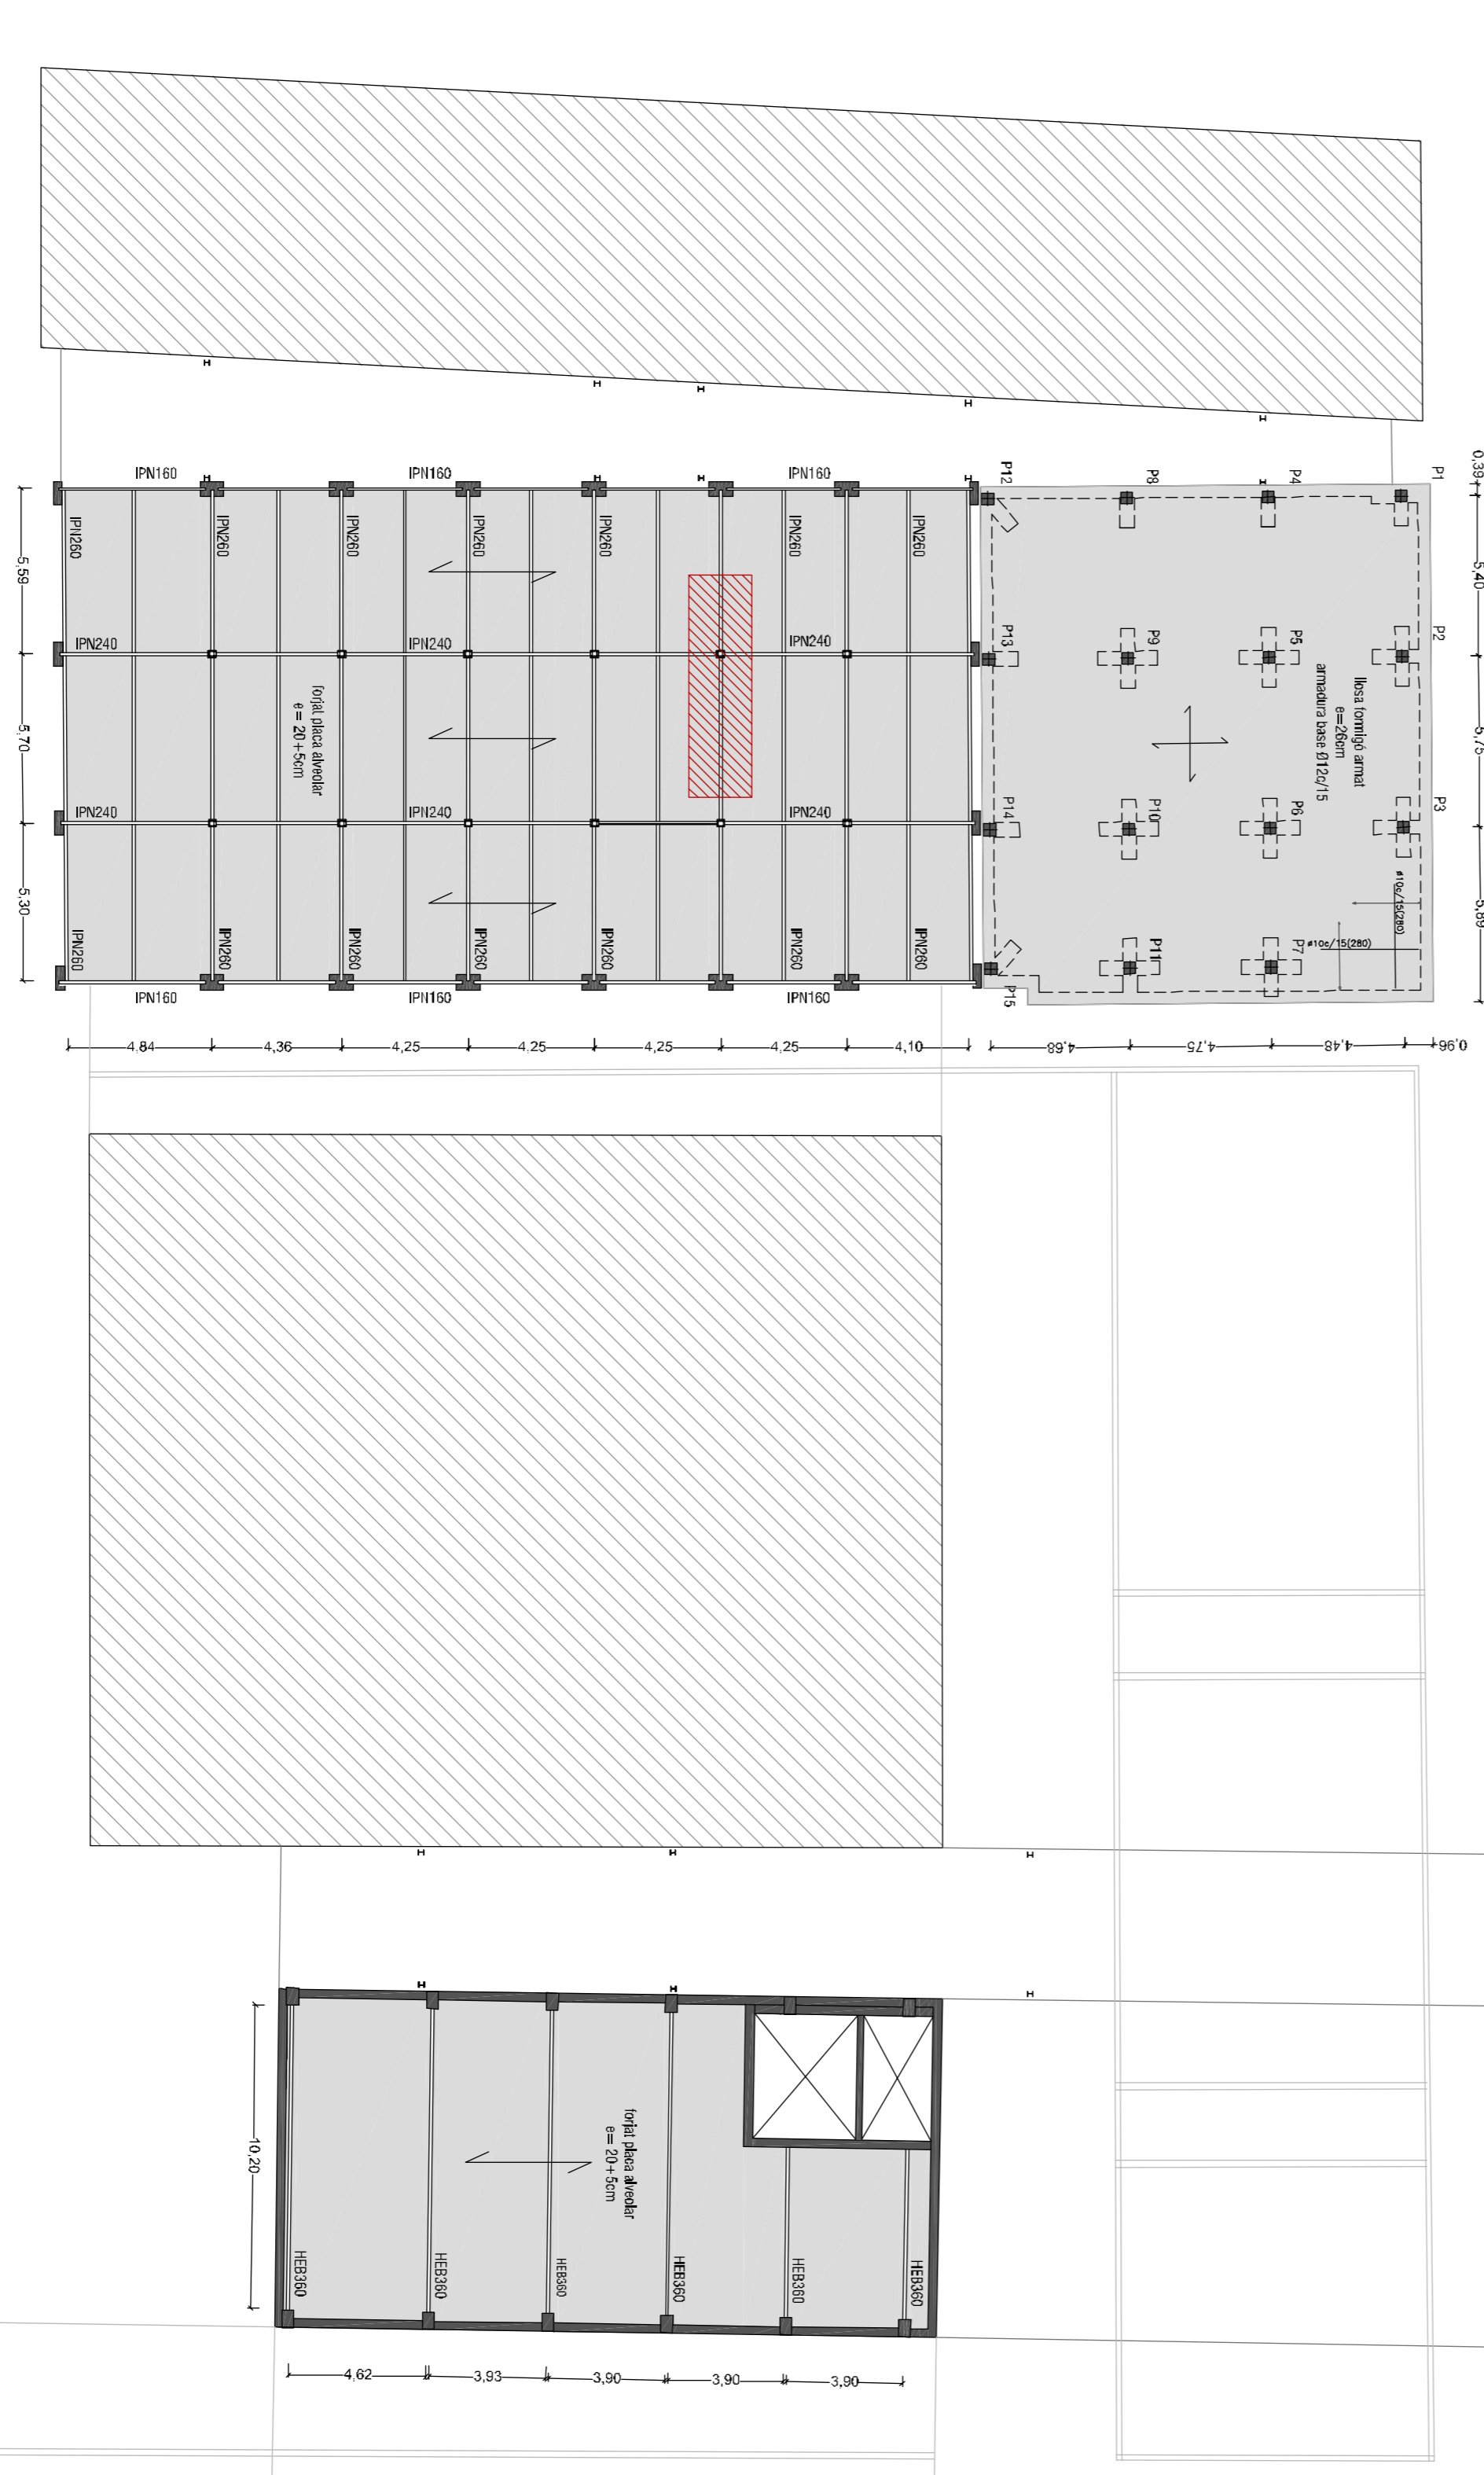 IPN160
IPN160
IPN160
P12
P8
P4
P1
0,39
IPN260
IPN260
IPN260
IPN260
IPN260
IPN260
IPN260
5,59
5,40
IPN240
IPN240
IPN240
P13
P9
P5
P2
forjat placa alveolar
e= 20+5cm
llosa formigó armat
e=26cm
armadura base Ø12c/15
5,70
5,75
IPN240
IPN240
IPN240
P14
P10
P6
P3
ø10c/15(280)
ø10c/15(280)
5,30
5,89
IPN260
IPN260
IPN260
IPN260
IPN260
IPN260
IPN260
P11
P7
P15
IPN160
IPN160
IPN160
4,84
4,36
4,25
4,25
4,25
4,25
4,10
4,68
4,75
4,48
0,96
forjat placa alveolar
e= 20+5cm
10,20
HEB360
HEB360
HEB360
HEB360
HEB360
HEB360
4,62
3,93
3,90
3,90
3,90